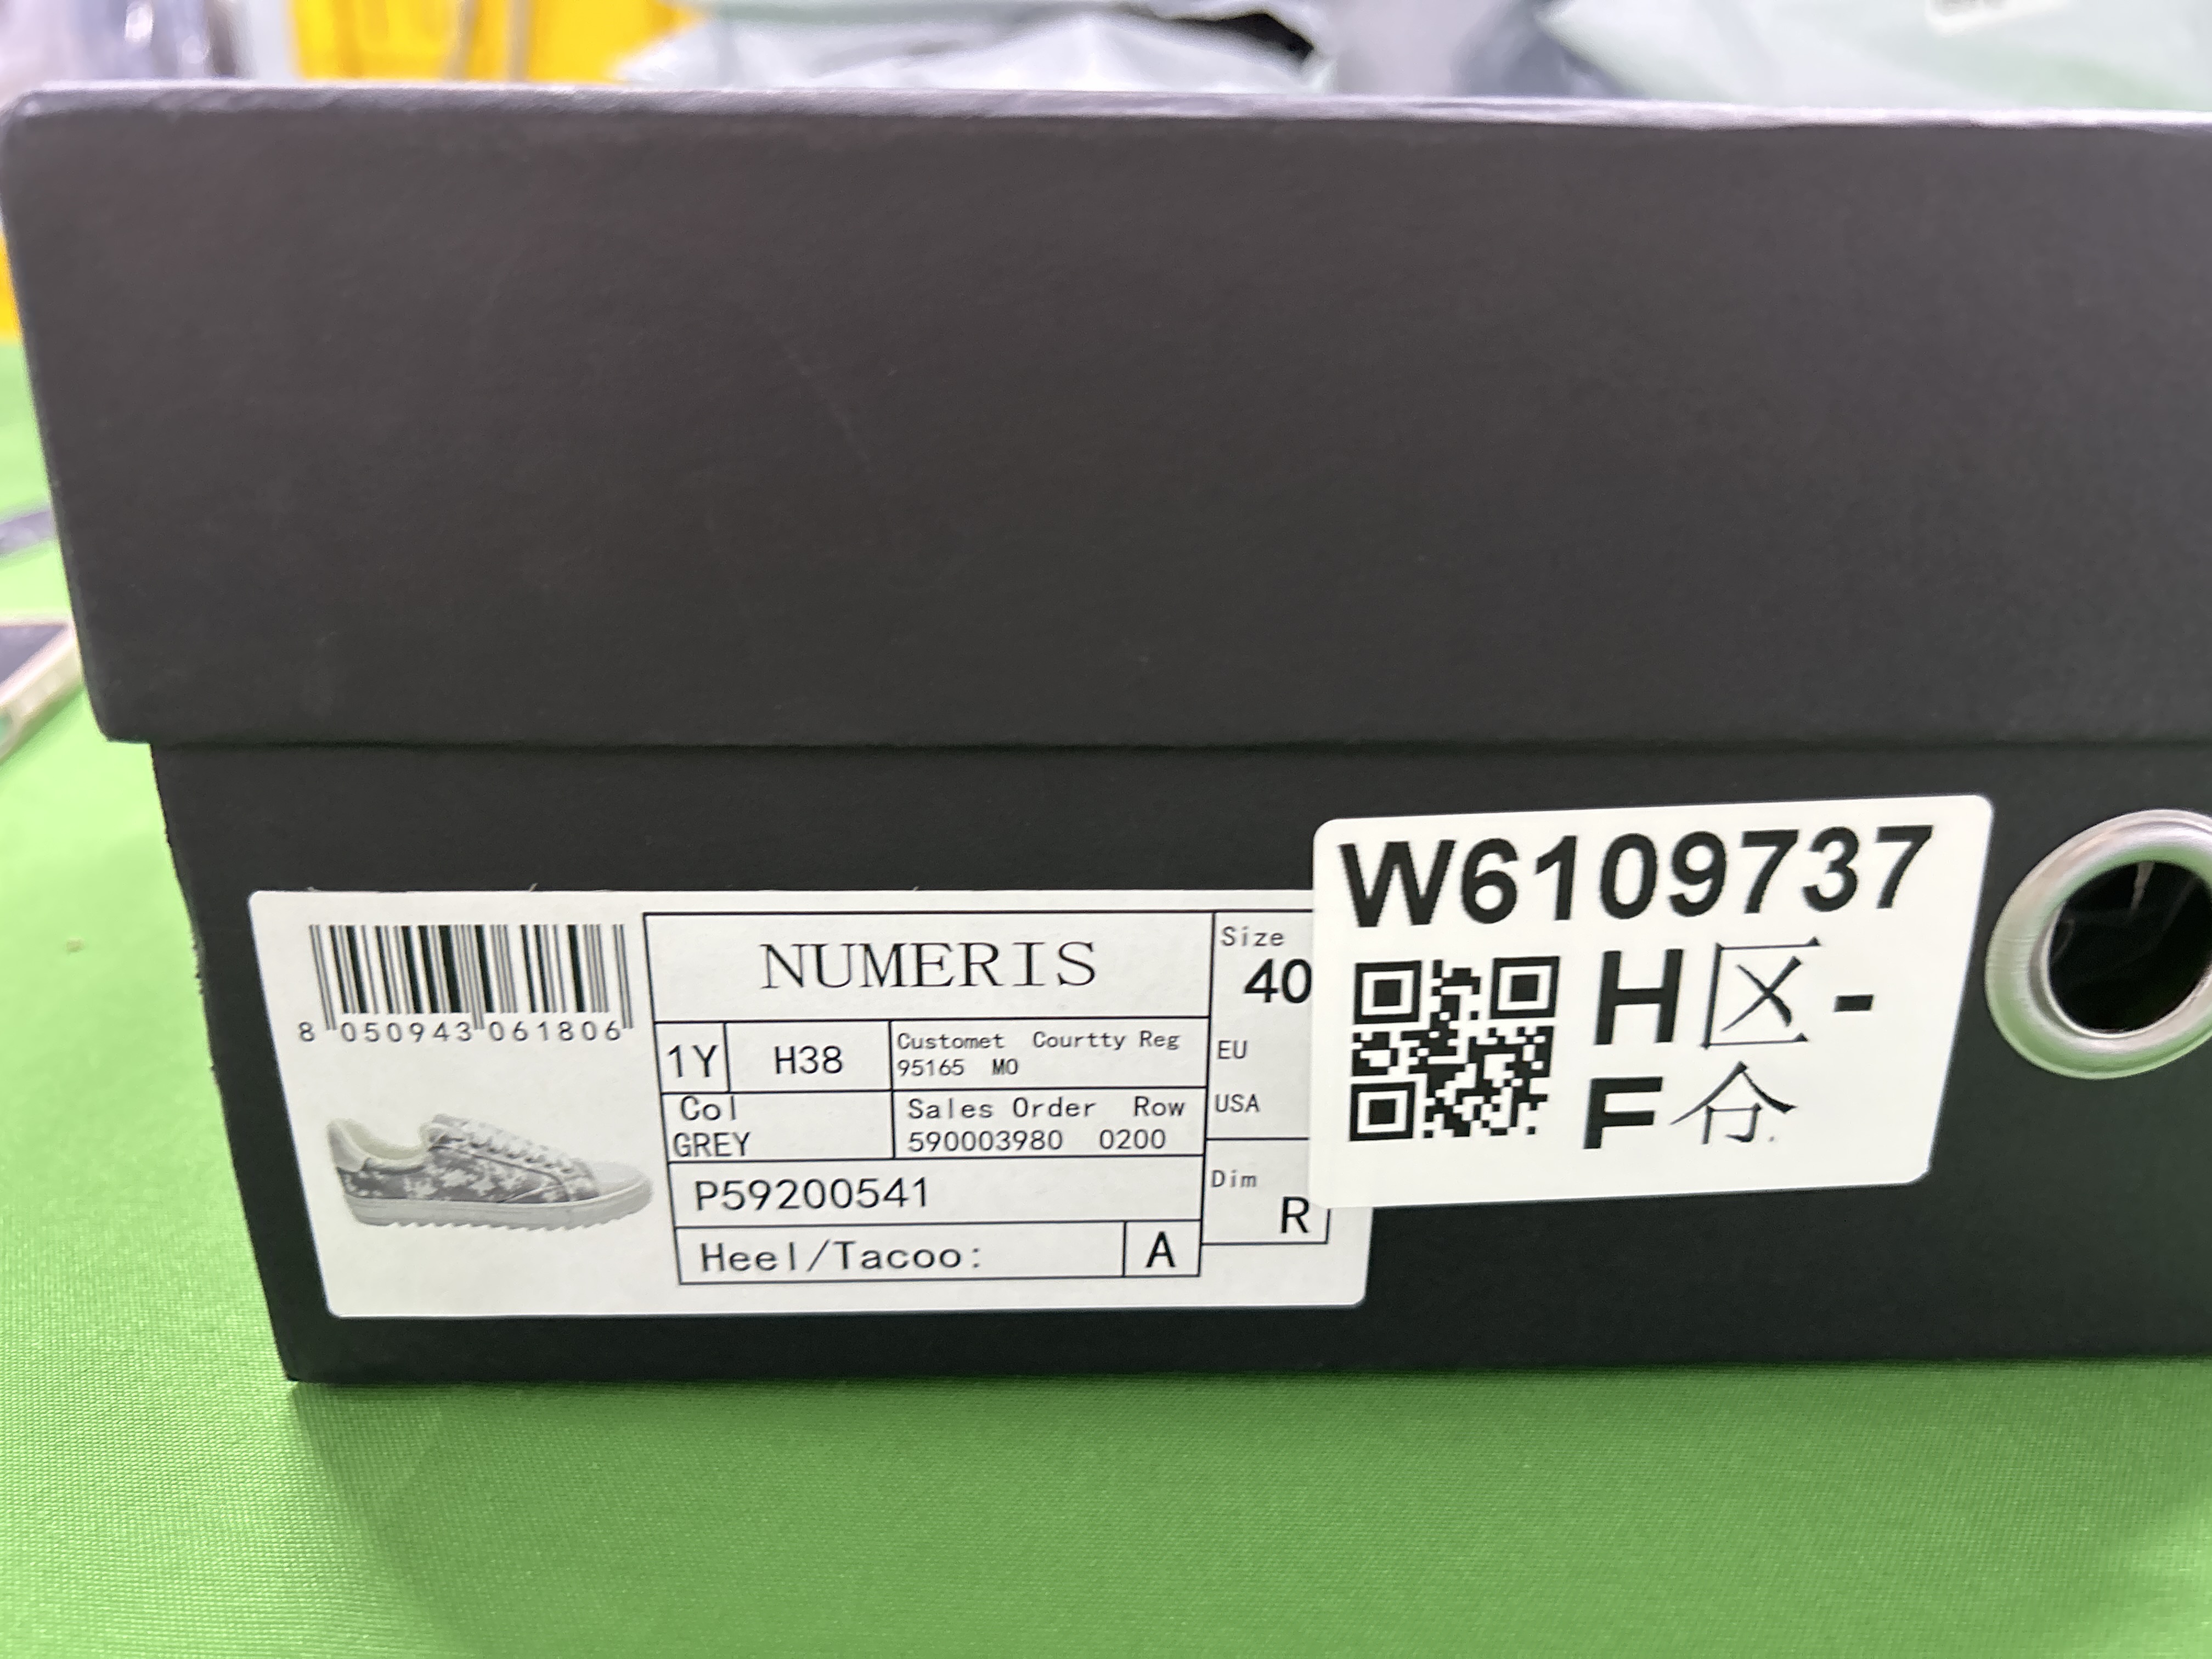 8 050943 061806
NUMERIS
1Y H38
Customet Courtty Reg
95165 MO
Col
GREY
Sales Order Row
590003980 0200
P59200541
Heel/Tacoo: A
Size
40
EU
USA
Dim
R
W6109737
H区-
F仓